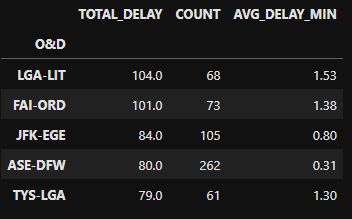 TOTAL_DELAY COUNT AVG_DELAY_MIN
O&D
LGA-LIT 104.0 68 1.53
FAI-ORD 101.0 73 1.38
JFK-EGE 84.0 105 0.80
ASE-DFW 80.0 262 0.31
TYS-LGA 79.0 61 1.30